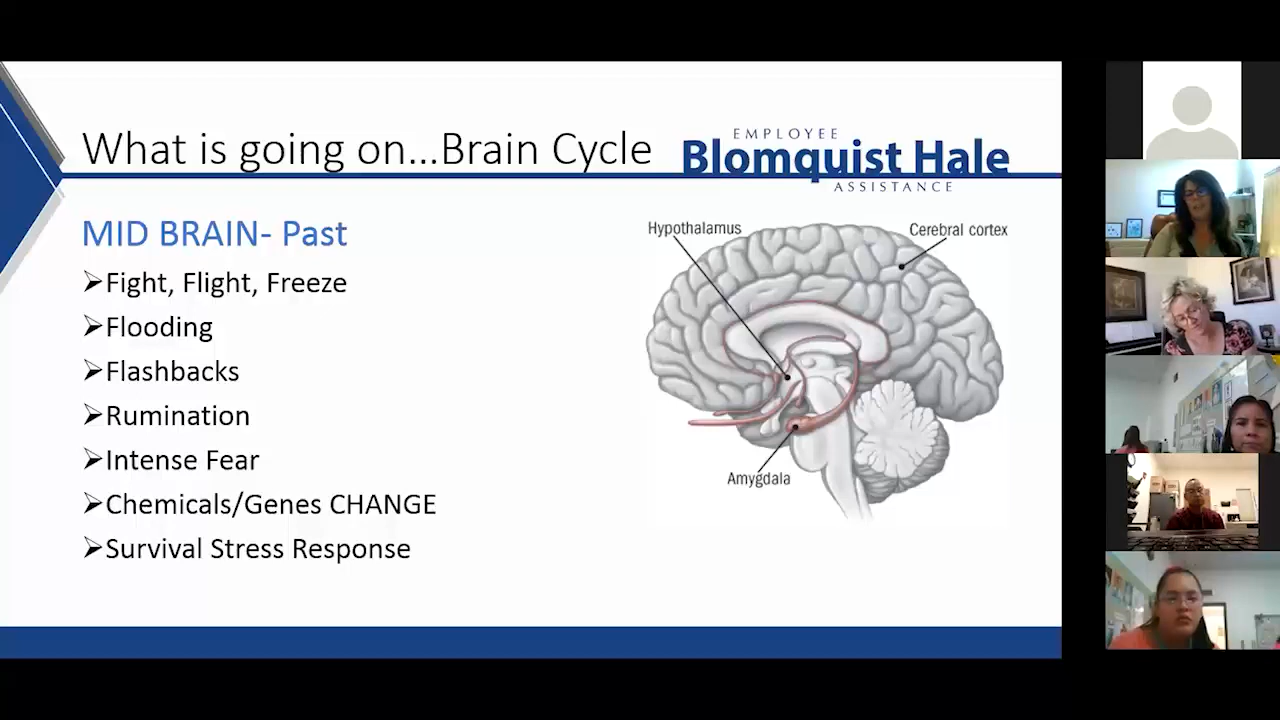 What is going on...Brain Cycle
EMPLOYEE
Blomquist Hale
ASSISTANCE
MID BRAIN- Past
➢Fight, Flight, Freeze
➢Flooding
➢Flashbacks
➢Rumination
➢Intense Fear
➢Chemicals/Genes CHANGE
➢Survival Stress Response
Hypothalamus
Cerebral cortex
Amygdala